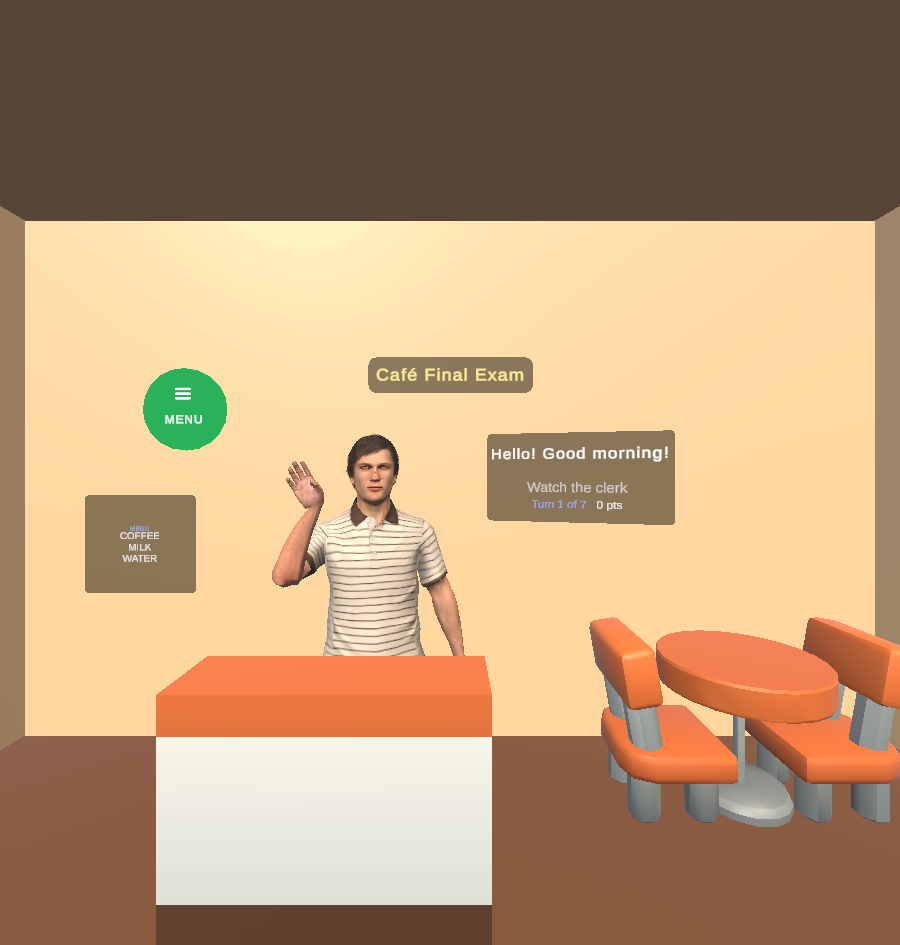 Café Final Exam
MENU
Hello! Good morning!
Watch the clerk
Turn 1 of 7 0 pts
MENU
COFFEE
MILK
WATER